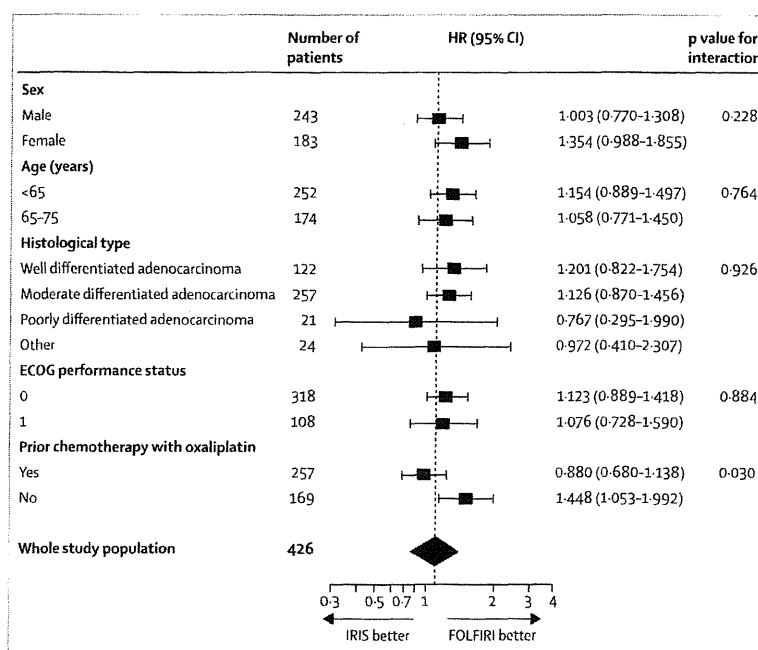 Number of patients HR (95% CI) p value for interaction
Sex
Male 243 1·003 (0·770–1·308) 0·228
Female 183 1·354 (0·988–1·855)
Age (years)
<65 252 1·154 (0·889–1·497) 0·764
65–75 174 1·058 (0·771–1·450)
Histological type
Well differentiated adenocarcinoma 122 1·201 (0·822–1·754) 0·926
Moderate differentiated adenocarcinoma 257 1·126 (0·870–1·456)
Poorly differentiated adenocarcinoma 21 0·767 (0·295–1·990)
Other 24 0·972 (0·410–2·307)
ECOG performance status
0 318 1·123 (0·889–1·418) 0·884
1 108 1·076 (0·728–1·590)
Prior chemotherapy with oxaliplatin
Yes 257 0·880 (0·680–1·138) 0·030
No 169 1·448 (1·053–1·992)
Whole study population 426
0·3 0·5 0·7 1 2 3 4
IRIS better FOLFIRI better